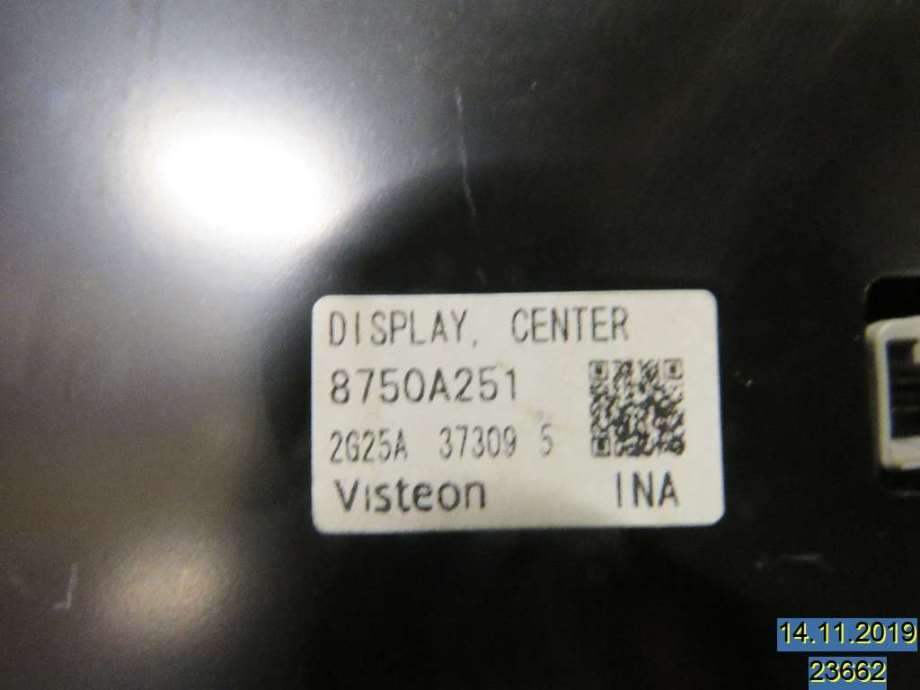 DISPLAY, CENTER
8750A251
2G25A 37309 5
Visteon INA
14.11.2019
23662